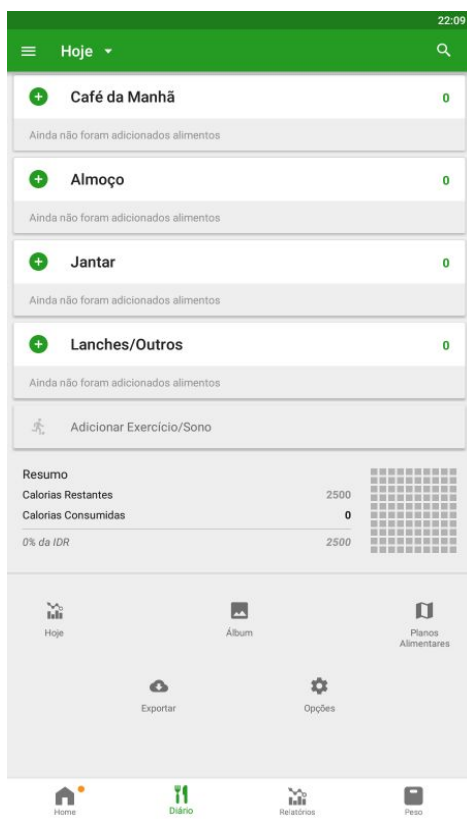 22:09
Hoje
Café da Manhã 0
Ainda não foram adicionados alimentos
Almoço 0
Ainda não foram adicionados alimentos
Jantar 0
Ainda não foram adicionados alimentos
Lanches/Outros 0
Ainda não foram adicionados alimentos
Adicionar Exercício/Sono
Resumo
Calorias Restantes 2500
Calorias Consumidas 0
0% da IDR 2500
Hoje Álbum Planos
Alimentares
Exportar Opções
Home Diário Relatórios Peso